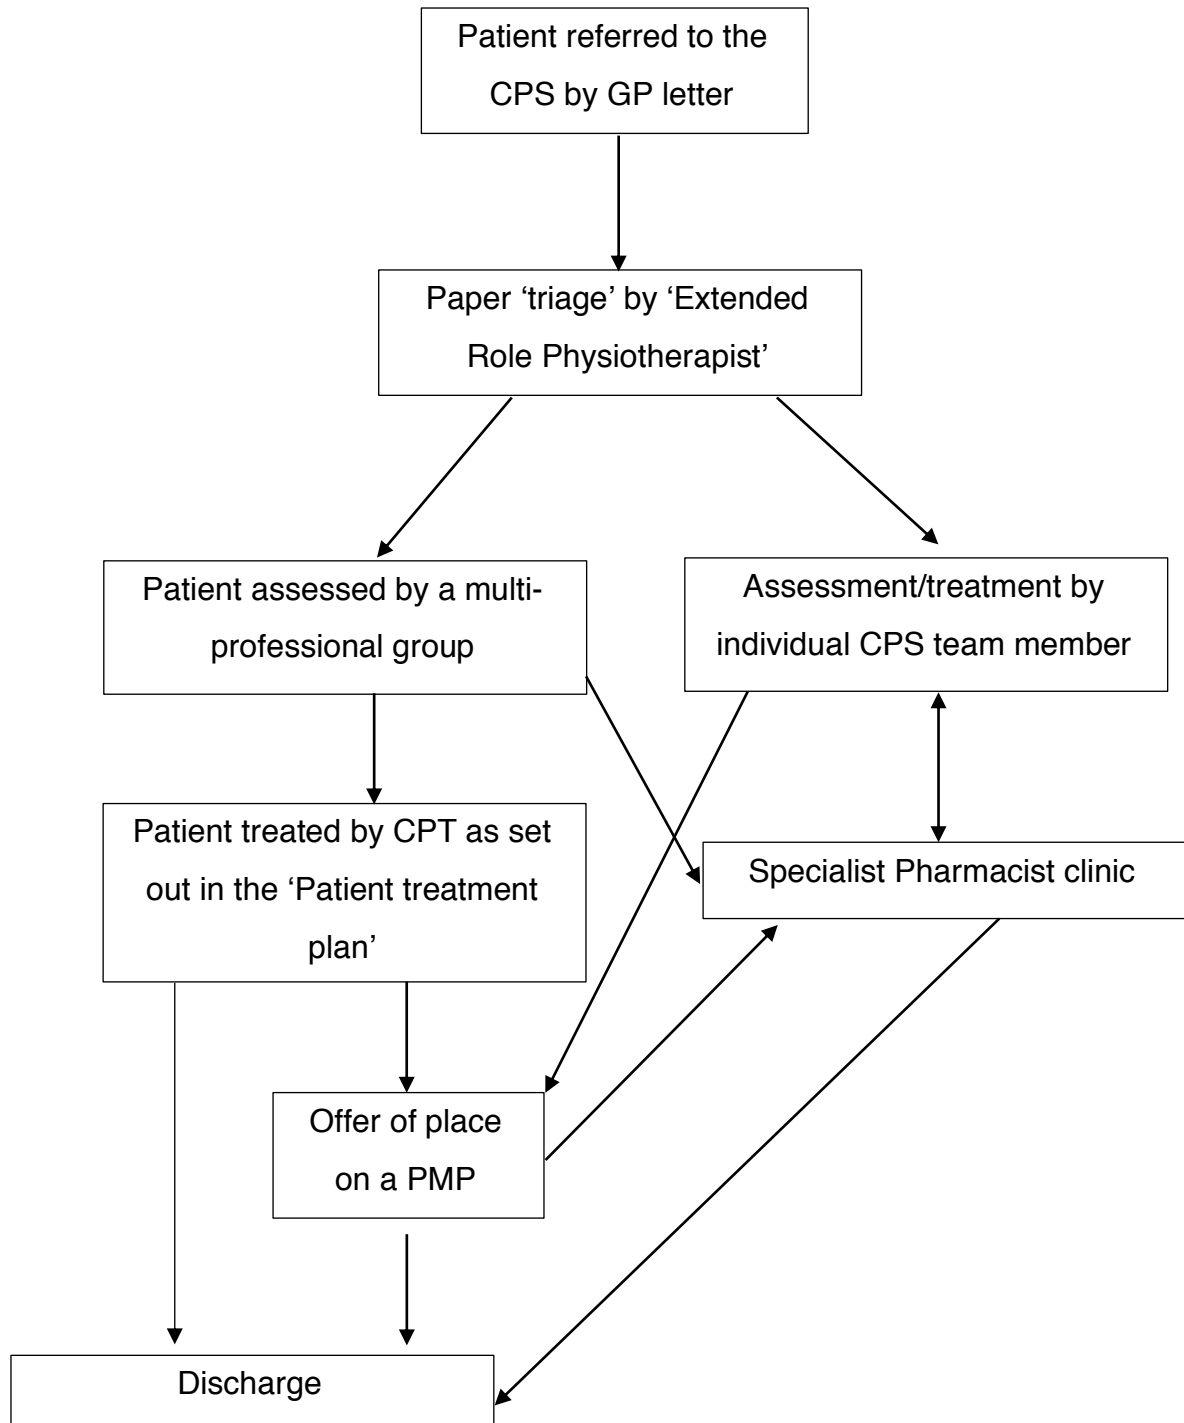 Patient referred to the
CPS by GP letter
Paper ‘triage’ by ‘Extended
Role Physiotherapist’
Patient assessed by a multi-
professional group
Assessment/treatment by
individual CPS team member
Patient treated by CPT as set
out in the ‘Patient treatment
plan’
Specialist Pharmacist clinic
Offer of place
on a PMP
Discharge